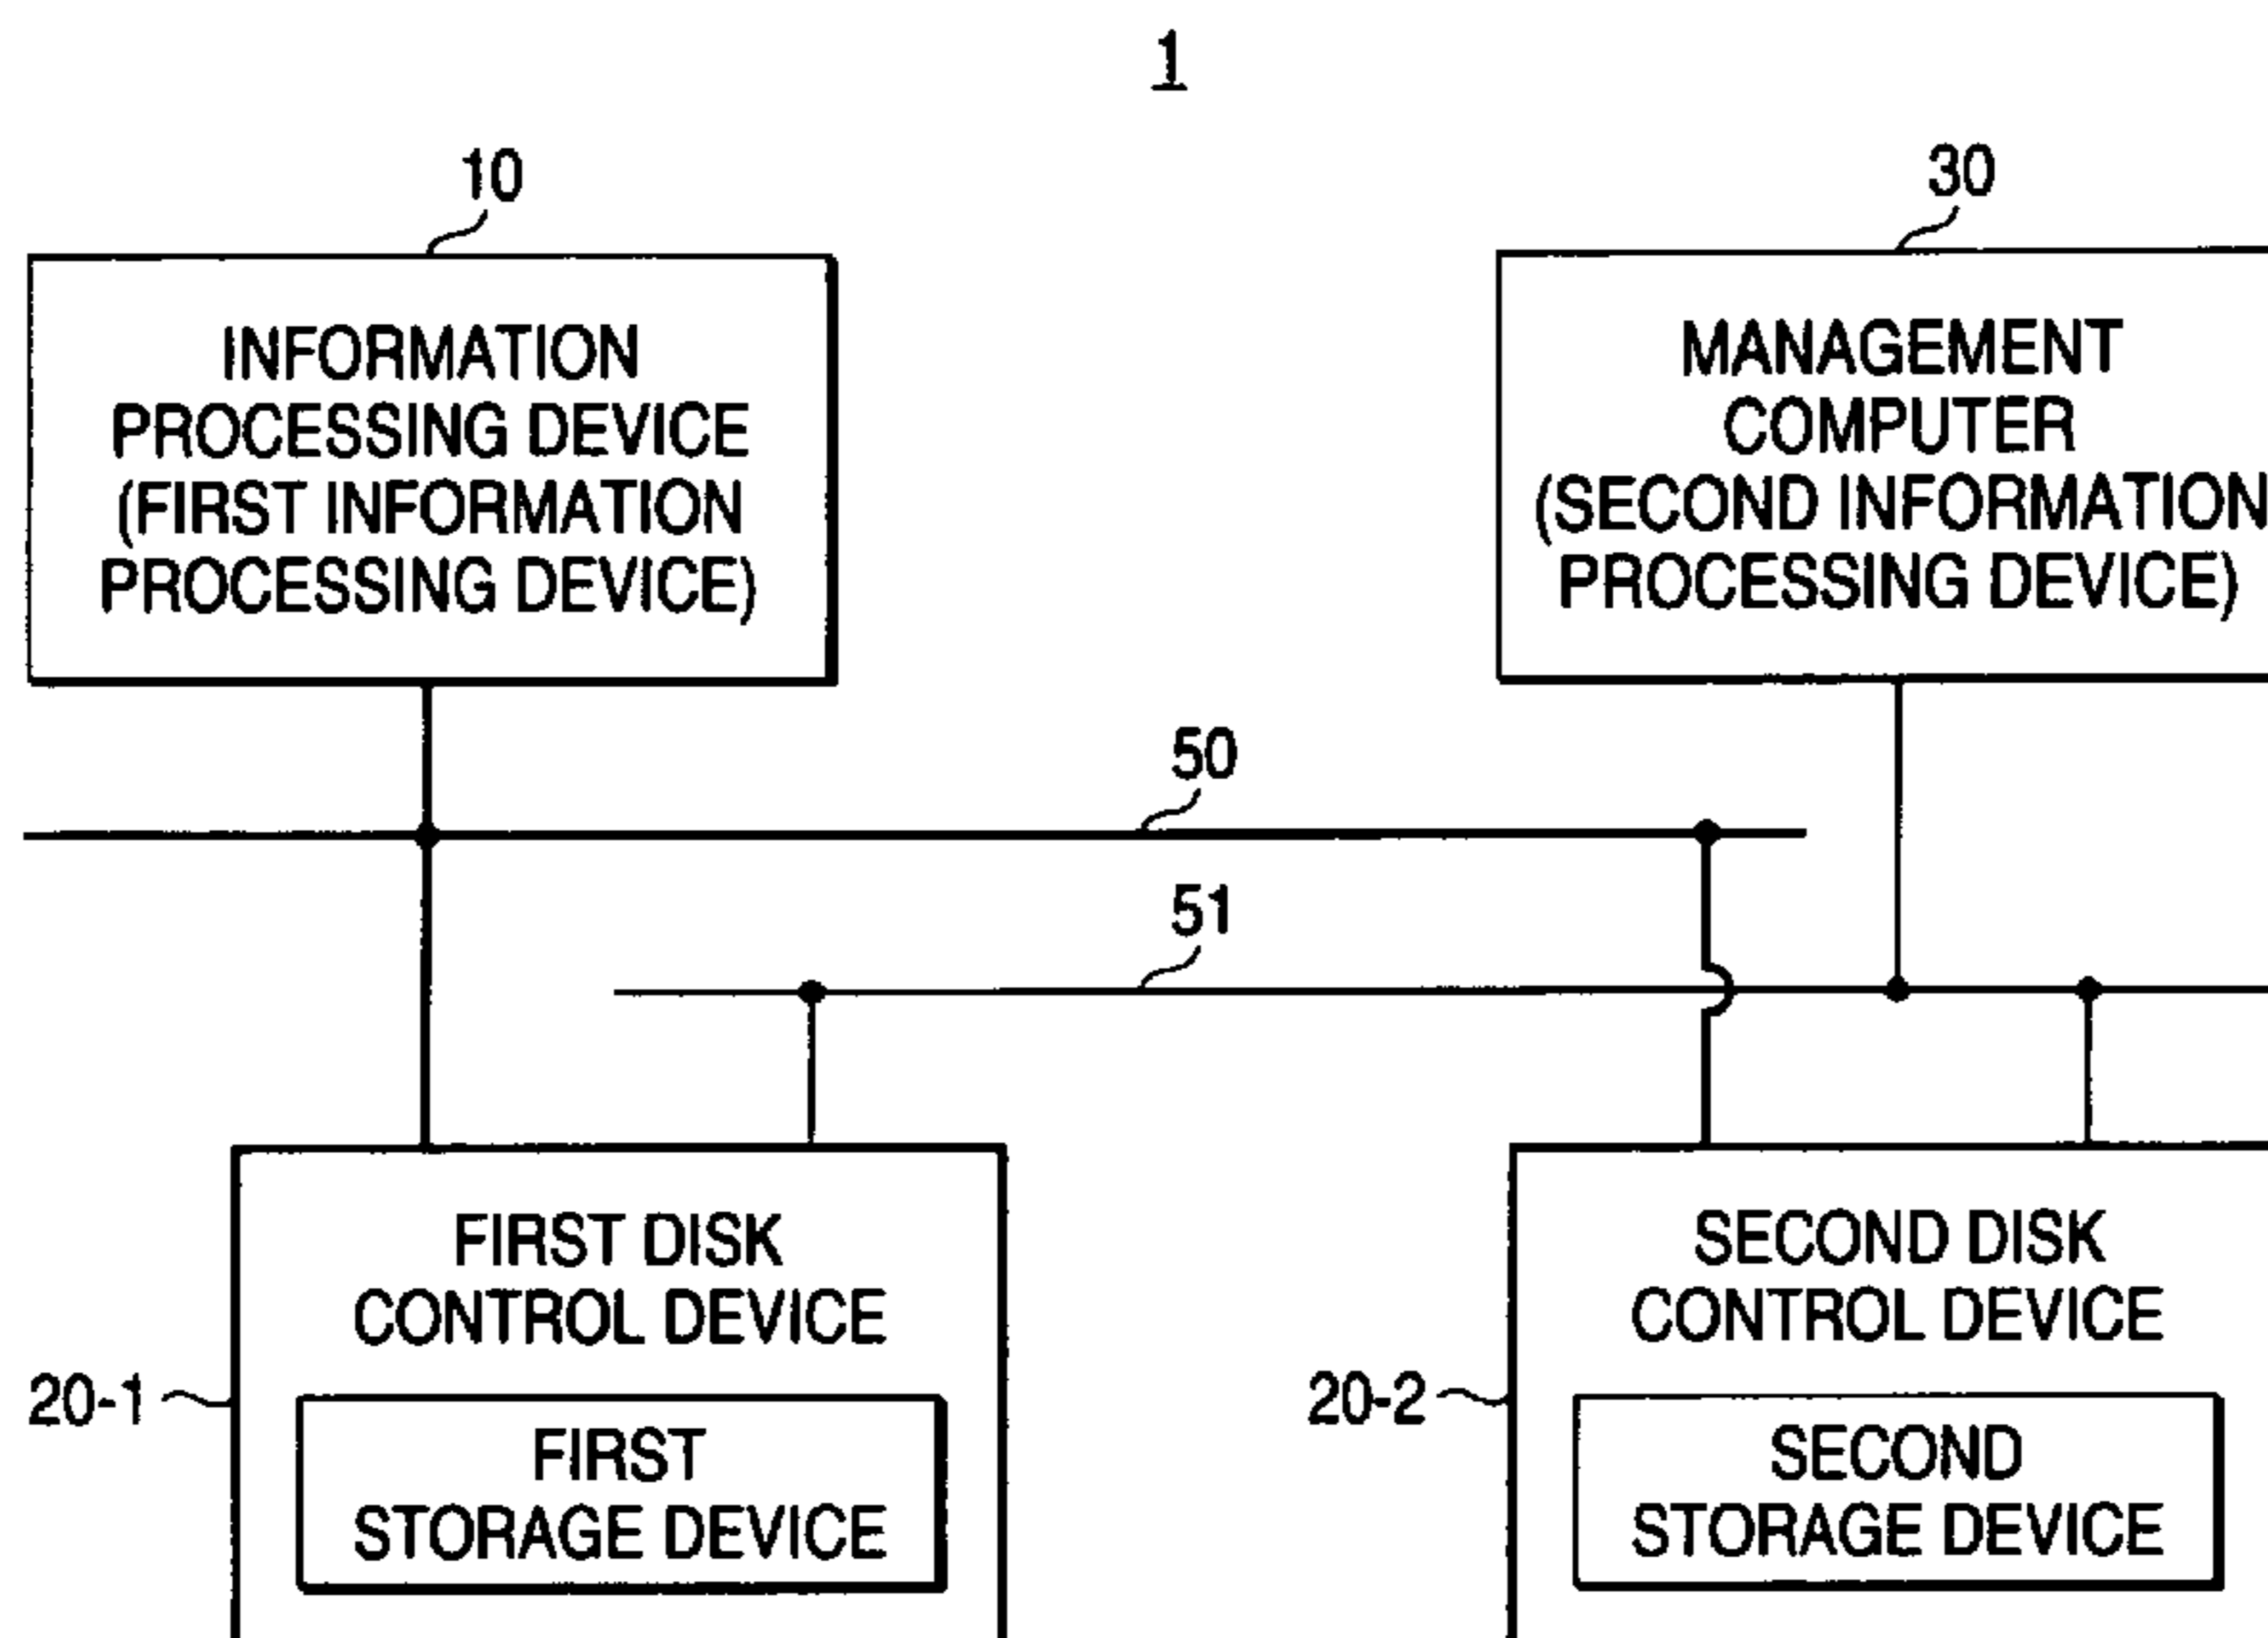 1
10
30
INFORMATION
PROCESSING DEVICE
(FIRST INFORMATION
PROCESSING DEVICE)
MANAGEMENT
COMPUTER
(SECOND INFORMATION
PROCESSING DEVICE)
50
51
FIRST DISK
CONTROL DEVICE
20-1
FIRST
STORAGE DEVICE
SECOND DISK
CONTROL DEVICE
20-2
SECOND
STORAGE DEVICE